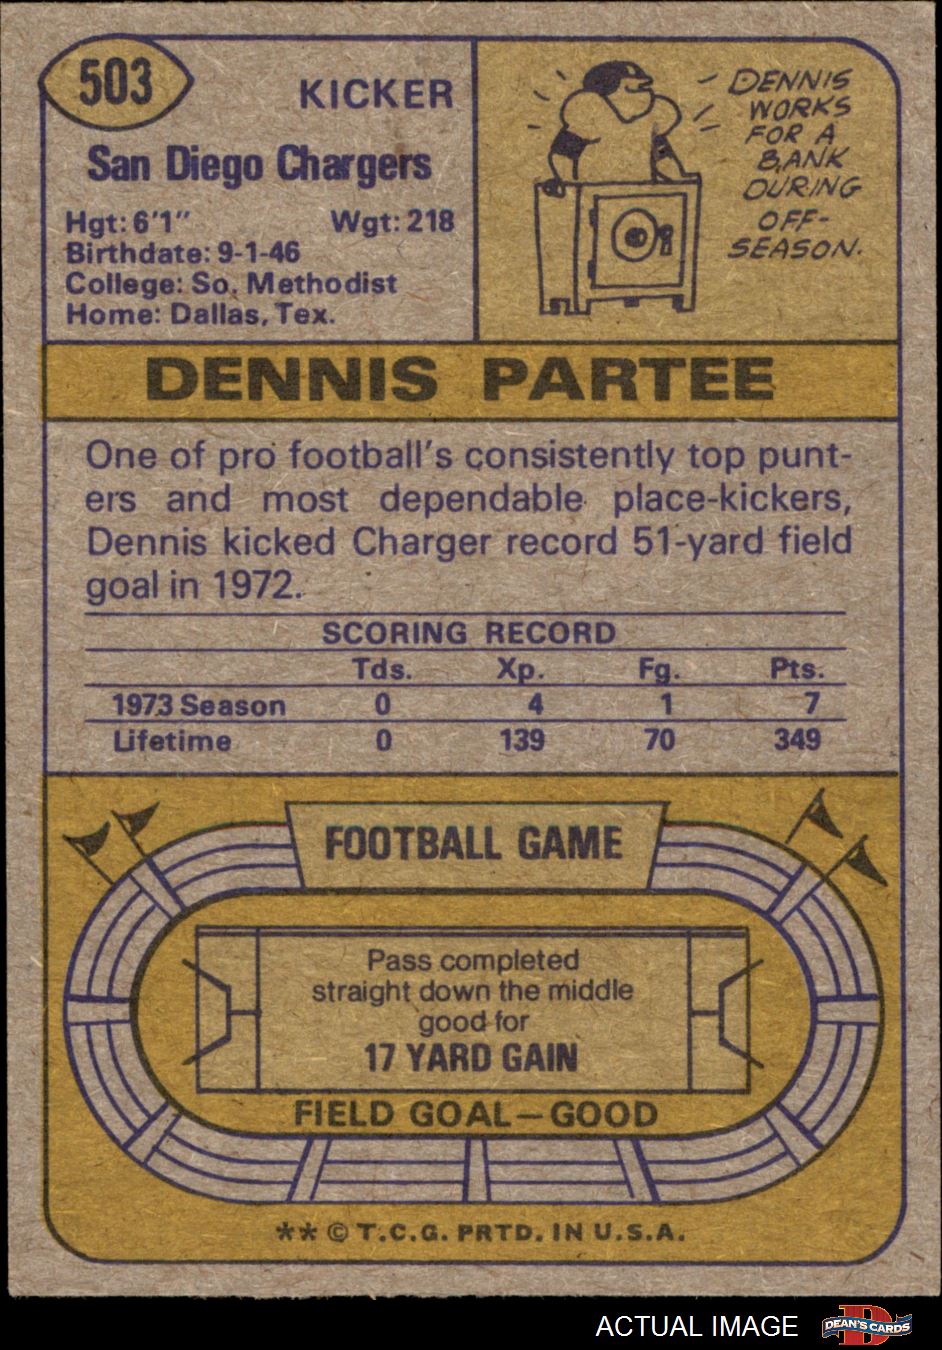 503
KICKER
San Diego Chargers
Hgt: 6'1" Wgt: 218
Birthdate: 9-1-46
College: So. Methodist
Home: Dallas, Tex.
DENNIS
WORKS
FOR A
BANK
DURING
OFF-
SEASON.
DENNIS PARTEE
One of pro football's consistently top punt-
ers and most dependable place-kickers,
Dennis kicked Charger record 51-yard field
goal in 1972.
SCORING RECORD
Tds. Xp. Fg. Pts.
1973 Season 0 4 1 7
Lifetime 0 139 70 349
FOOTBALL GAME
Pass completed
straight down the middle
good for
17 YARD GAIN
FIELD GOAL—GOOD
** © T.C.G. PRTD. IN U.S.A.
ACTUAL IMAGE
DEAN'S CARDS